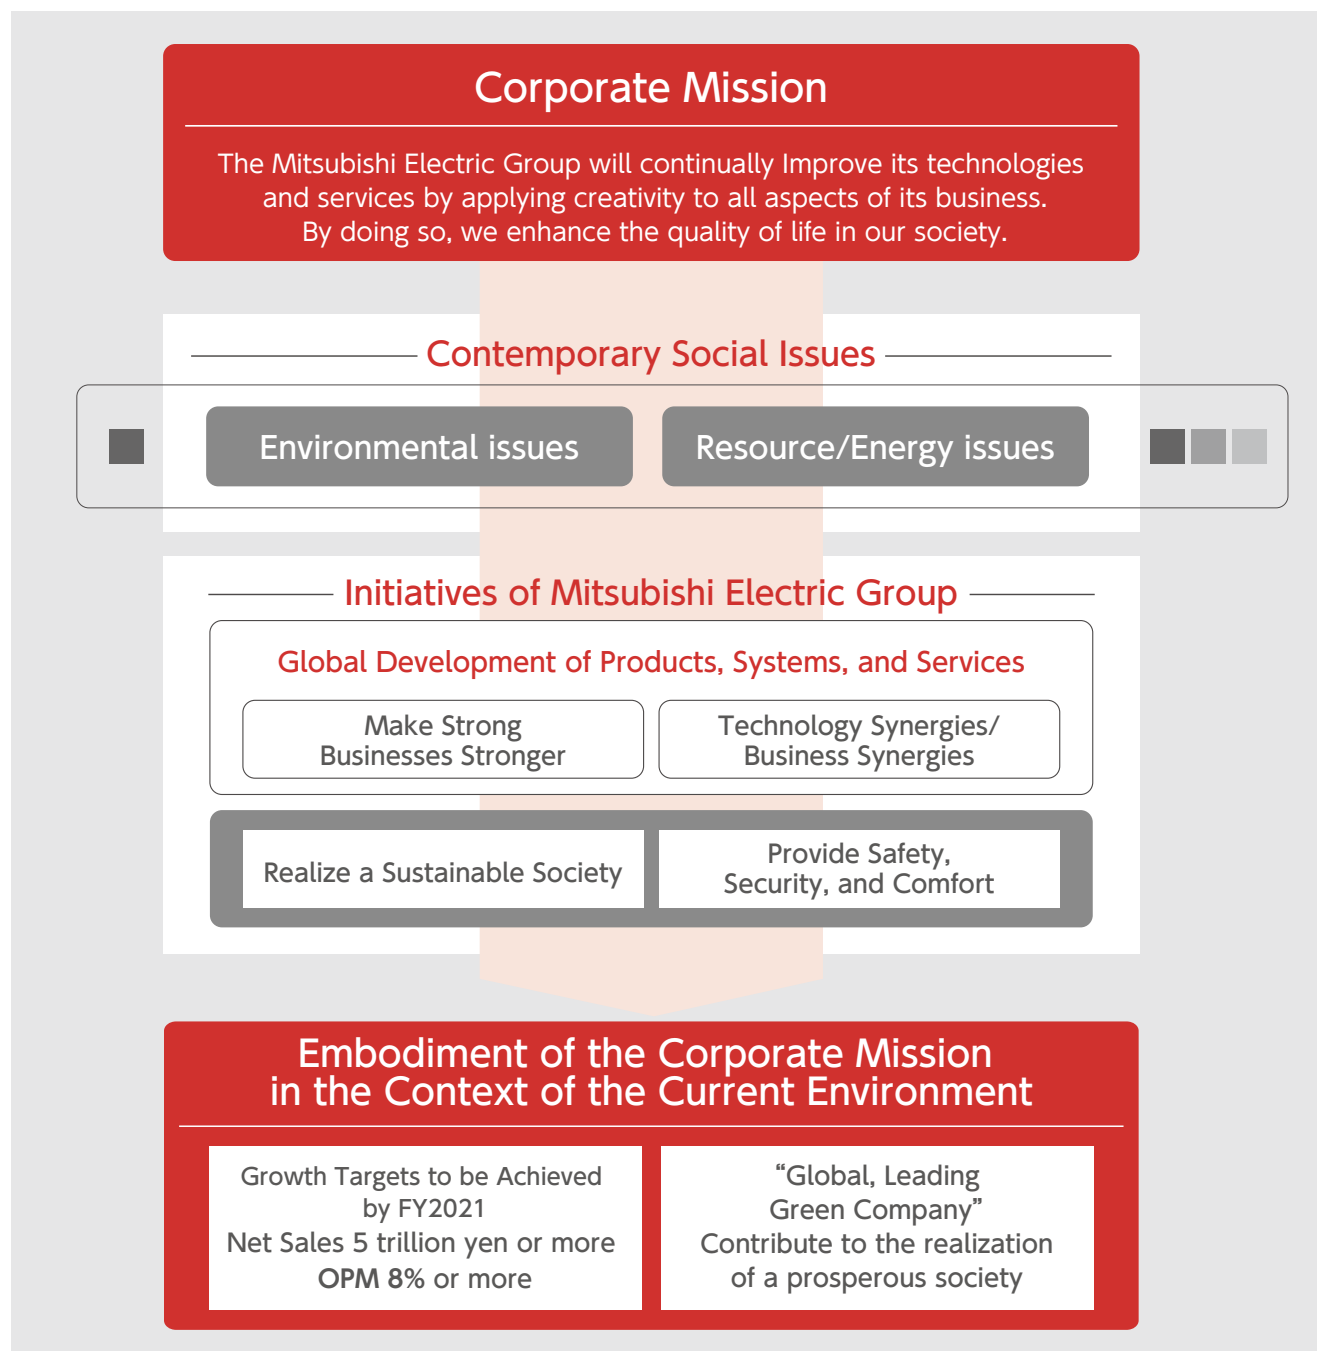 Corporate Mission
The Mitsubishi Electric Group will continually Improve its technologies
and services by applying creativity to all aspects of its business.
By doing so, we enhance the quality of life in our society.
Contemporary Social Issues
Environmental issues
Resource/Energy issues
Initiatives of Mitsubishi Electric Group
Global Development of Products, Systems, and Services
Make Strong
Businesses Stronger
Technology Synergies/
Business Synergies
Realize a Sustainable Society
Provide Safety,
Security, and Comfort
Embodiment of the Corporate Mission
in the Context of the Current Environment
Growth Targets to be Achieved
by FY2021
Net Sales 5 trillion yen or more
OPM 8% or more
“Global, Leading
Green Company”
Contribute to the realization
of a prosperous society